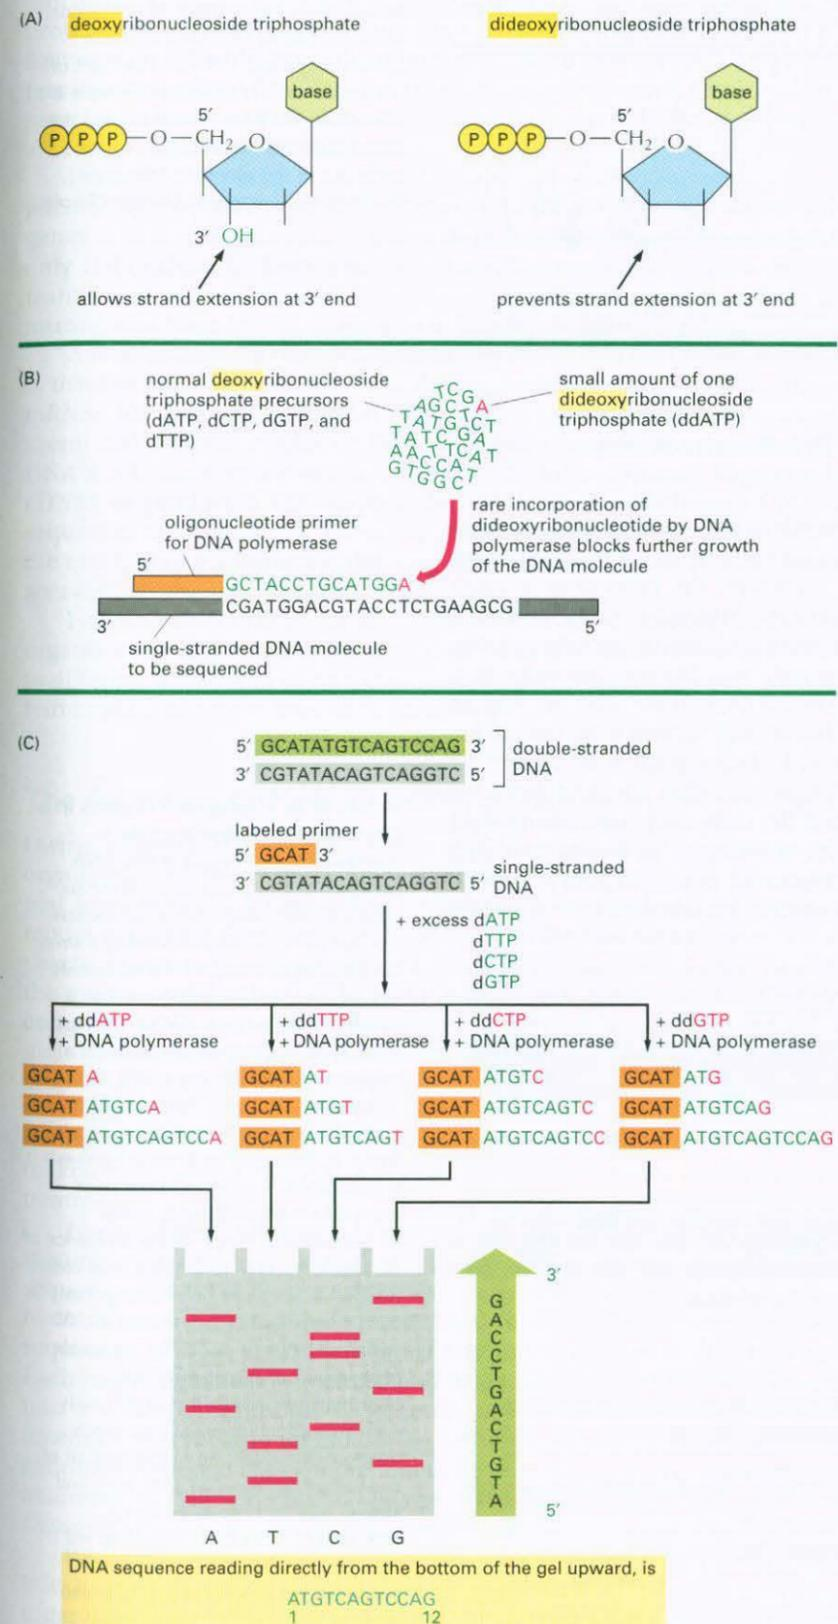 (A)
deoxyribonucleoside triphosphate
dideoxyribonucleoside triphosphate
base
5′
P P P—O—CH2 O
3′ OH
allows strand extension at 3′ end
base
5′
P P P—O—CH2 O
prevents strand extension at 3′ end
(B)
normal deoxyribonucleoside
triphosphate precursors
(dATP, dCTP, dGTP, and
dTTP)
small amount of one
dideoxyribonucleoside
triphosphate (ddATP)
rare incorporation of
dideoxyribonucleotide by DNA
polymerase blocks further growth
of the DNA molecule
oligonucleotide primer
for DNA polymerase
5′
GCTACCTGCATGGA
CGATGGACGTACCTCTGAAGCG
3′
5′
single-stranded DNA molecule
to be sequenced
(C)
5′ GCATATGTCAGTCCAG 3′
3′ CGTATACAGTCAGGTC 5′
double-stranded
DNA
labeled primer
5′ GCAT 3′
3′ CGTATACAGTCAGGTC 5′
single-stranded
DNA
+ excess dATP
dTTP
dCTP
dGTP
+ ddATP
+ DNA polymerase
+ ddTTP
+ DNA polymerase
+ ddCTP
+ DNA polymerase
+ ddGTP
+ DNA polymerase
GCAT A
GCAT ATGTCA
GCAT ATGTCAGTCCA
GCAT AT
GCAT ATGT
GCAT ATGTCAGT
GCAT ATGTC
GCAT ATGTCAGTC
GCAT ATGTCAGTCC
GCAT ATG
GCAT ATGTCAG
GCAT ATGTCAGTCCAG
3′
G
A
C
C
T
G
A
C
T
G
T
A
5′
A T C G
DNA sequence reading directly from the bottom of the gel upward, is
ATGTCAGTCCAG
1 12